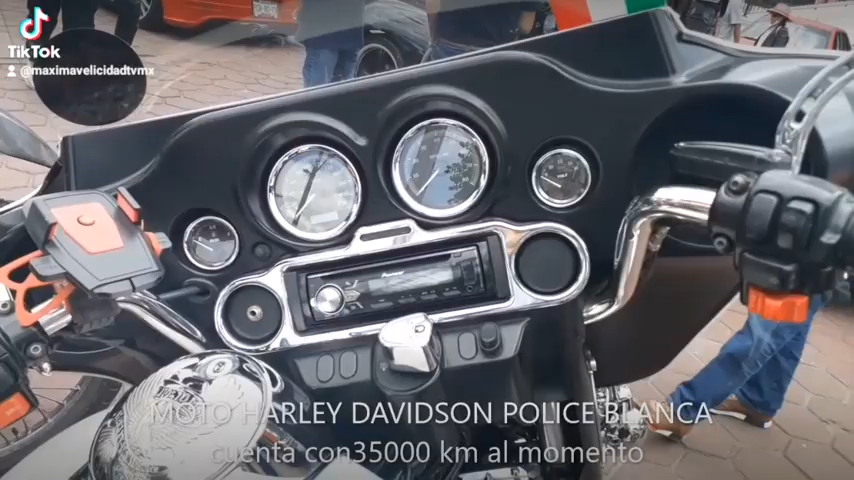 TikTok
@maximavelicidadtvmx
Pioneer
MOTO HARLEY DAVIDSON POLICE BLANCA
cuenta con35000 km al momento